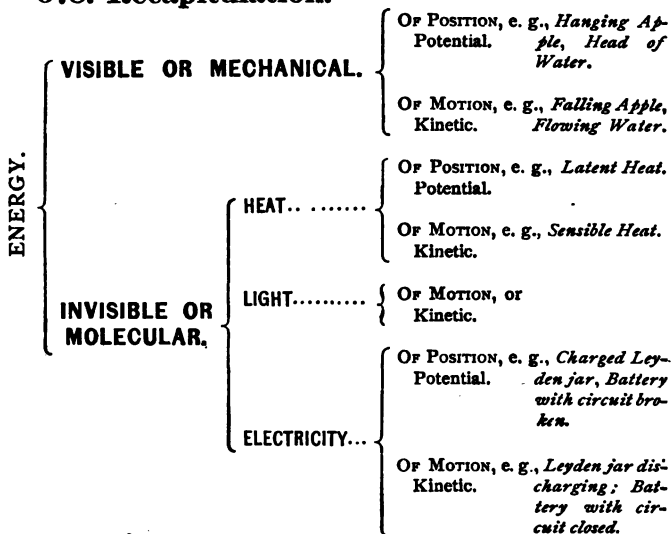 Recapitulation.
ENERGY.
VISIBLE OR MECHANICAL.
OF POSITION, e. g., Hanging Ap-
Potential. ple, Head of
Water.
OF MOTION, e. g., Falling Apple,
Kinetic. Flowing Water.
INVISIBLE OR
MOLECULAR.
HEAT.. ........
OF POSITION, e. g., Latent Heat.
Potential.
OF MOTION, e. g., Sensible Heat.
Kinetic.
LIGHT..........
OF MOTION, or
Kinetic.
ELECTRICITY...
OF POSITION, e. g., Charged Ley-
Potential. den jar, Battery
with circuit bro-
ken.
OF MOTION, e. g., Leyden jar dis-
Kinetic. charging; Bat-
tery with cir-
cuit closed.